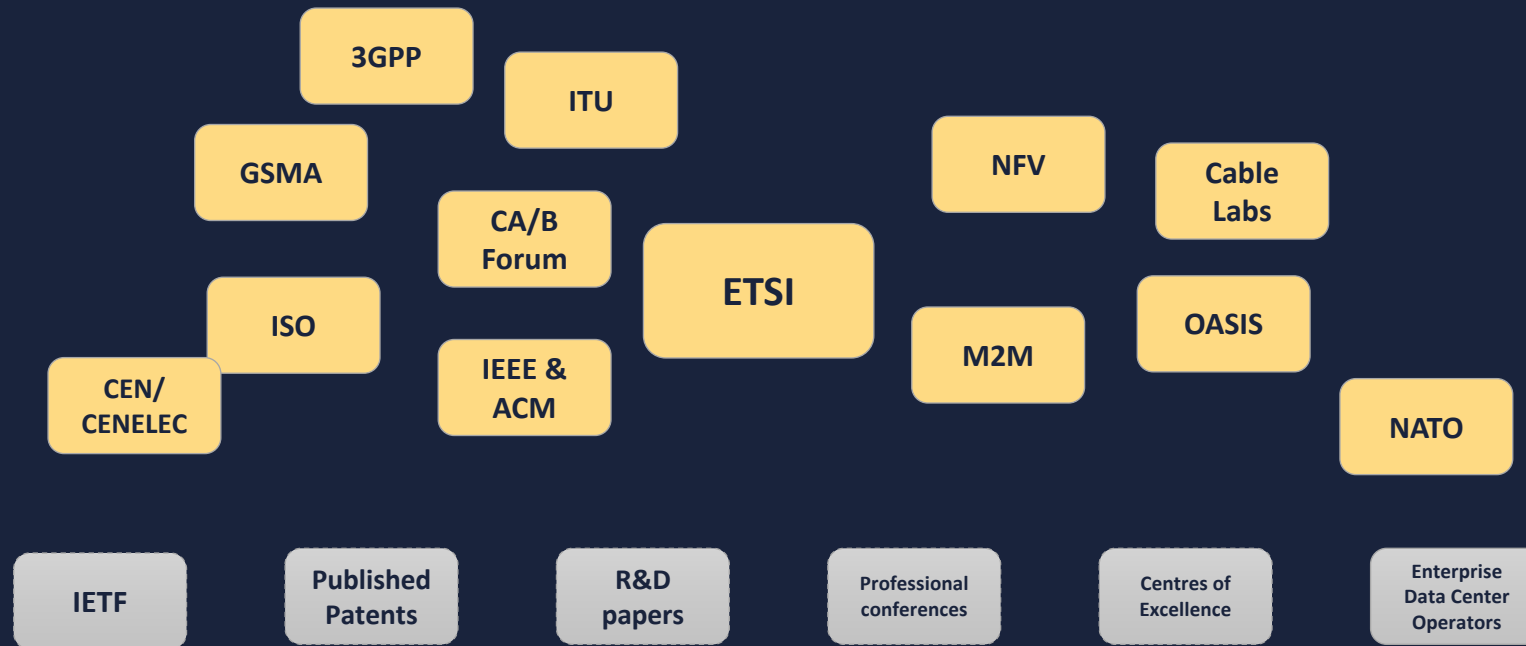 3GPP
ITU
GSMA
NFV
Cable
Labs
CA/B
Forum
ETSI
ISO
OASIS
IEEE &
ACM
M2M
CEN/
CENELEC
NATO
IETF
Published
Patents
R&D
papers
Professional
conferences
Centres of
Excellence
Enterprise
Data Center
Operators